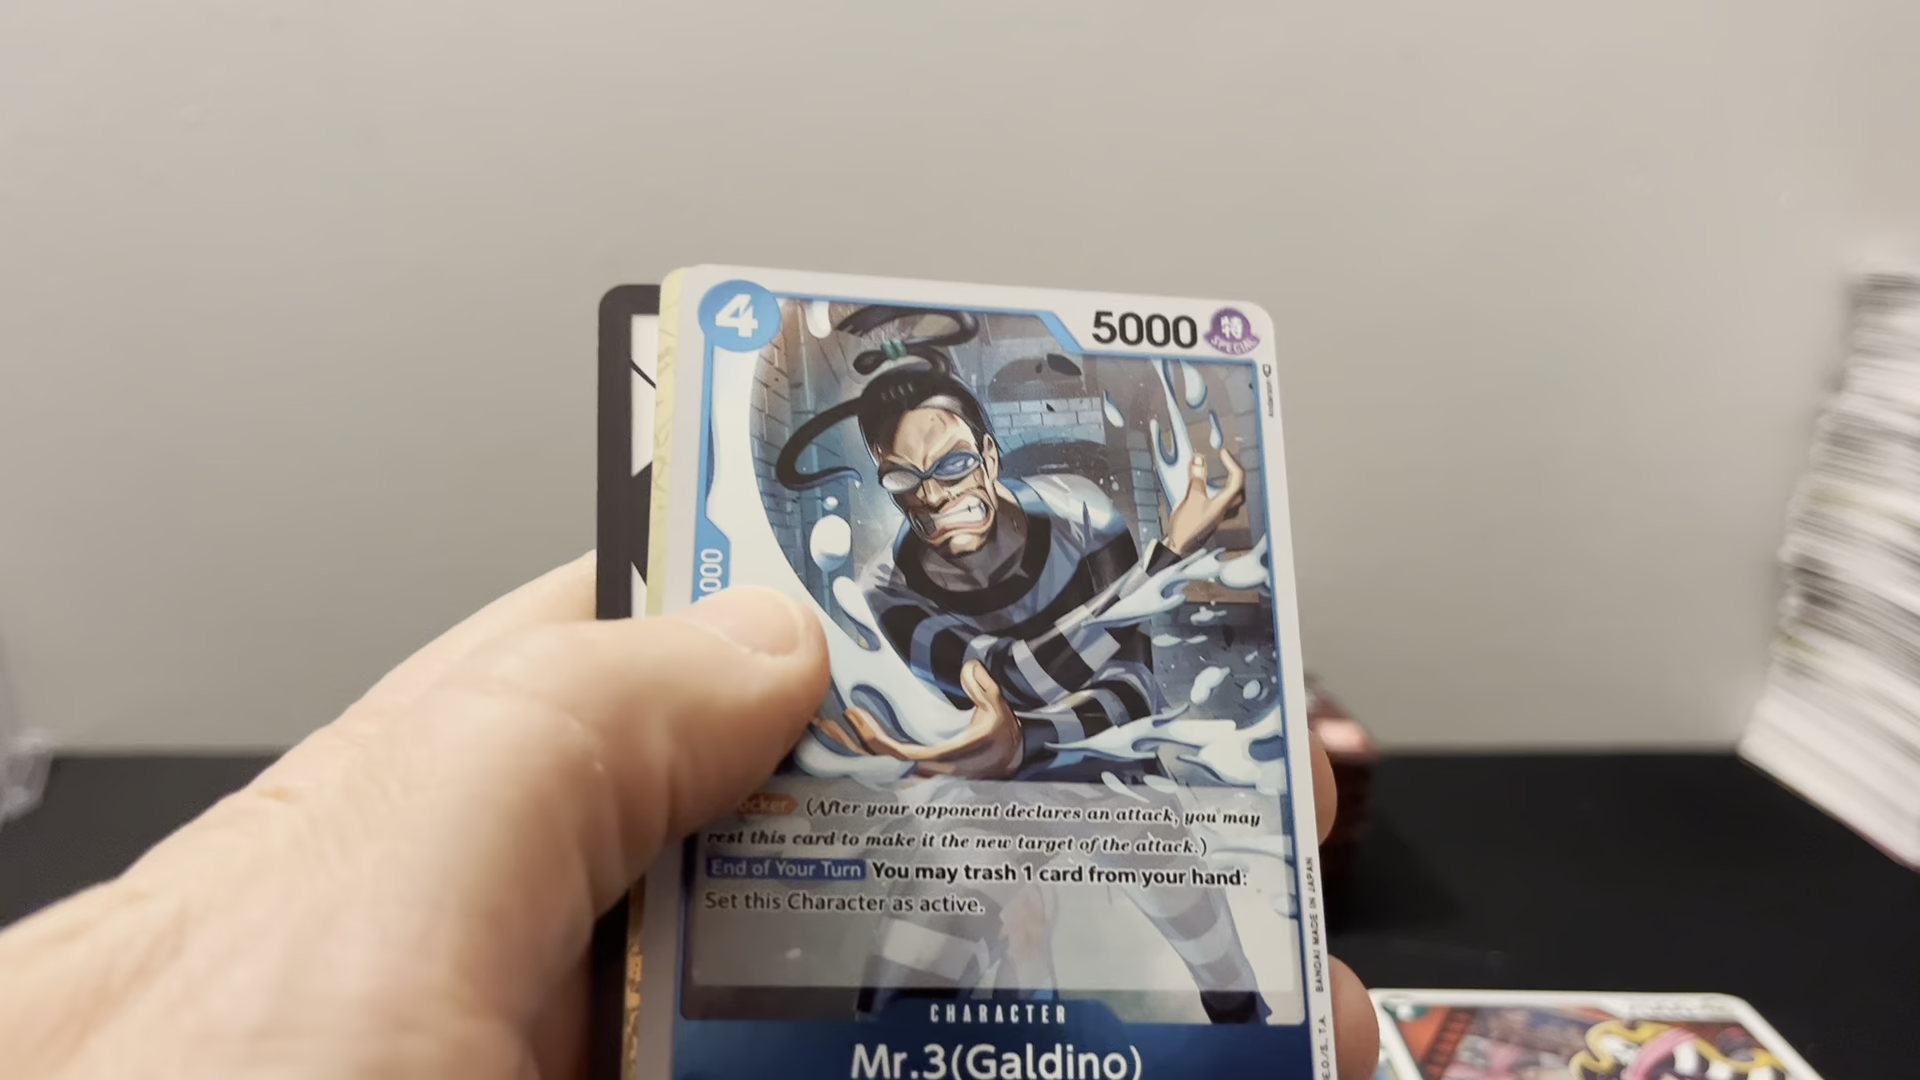 4
5000
特
SPECIAL
000
ocker (After your opponent declares an attack, you may
rest this card to make it the new target of the attack.)
End of Your Turn You may trash 1 card from your hand:
Set this Character as active.
BANDAI MADE IN JAPAN
CHARACTER
Mr.3(Galdino)